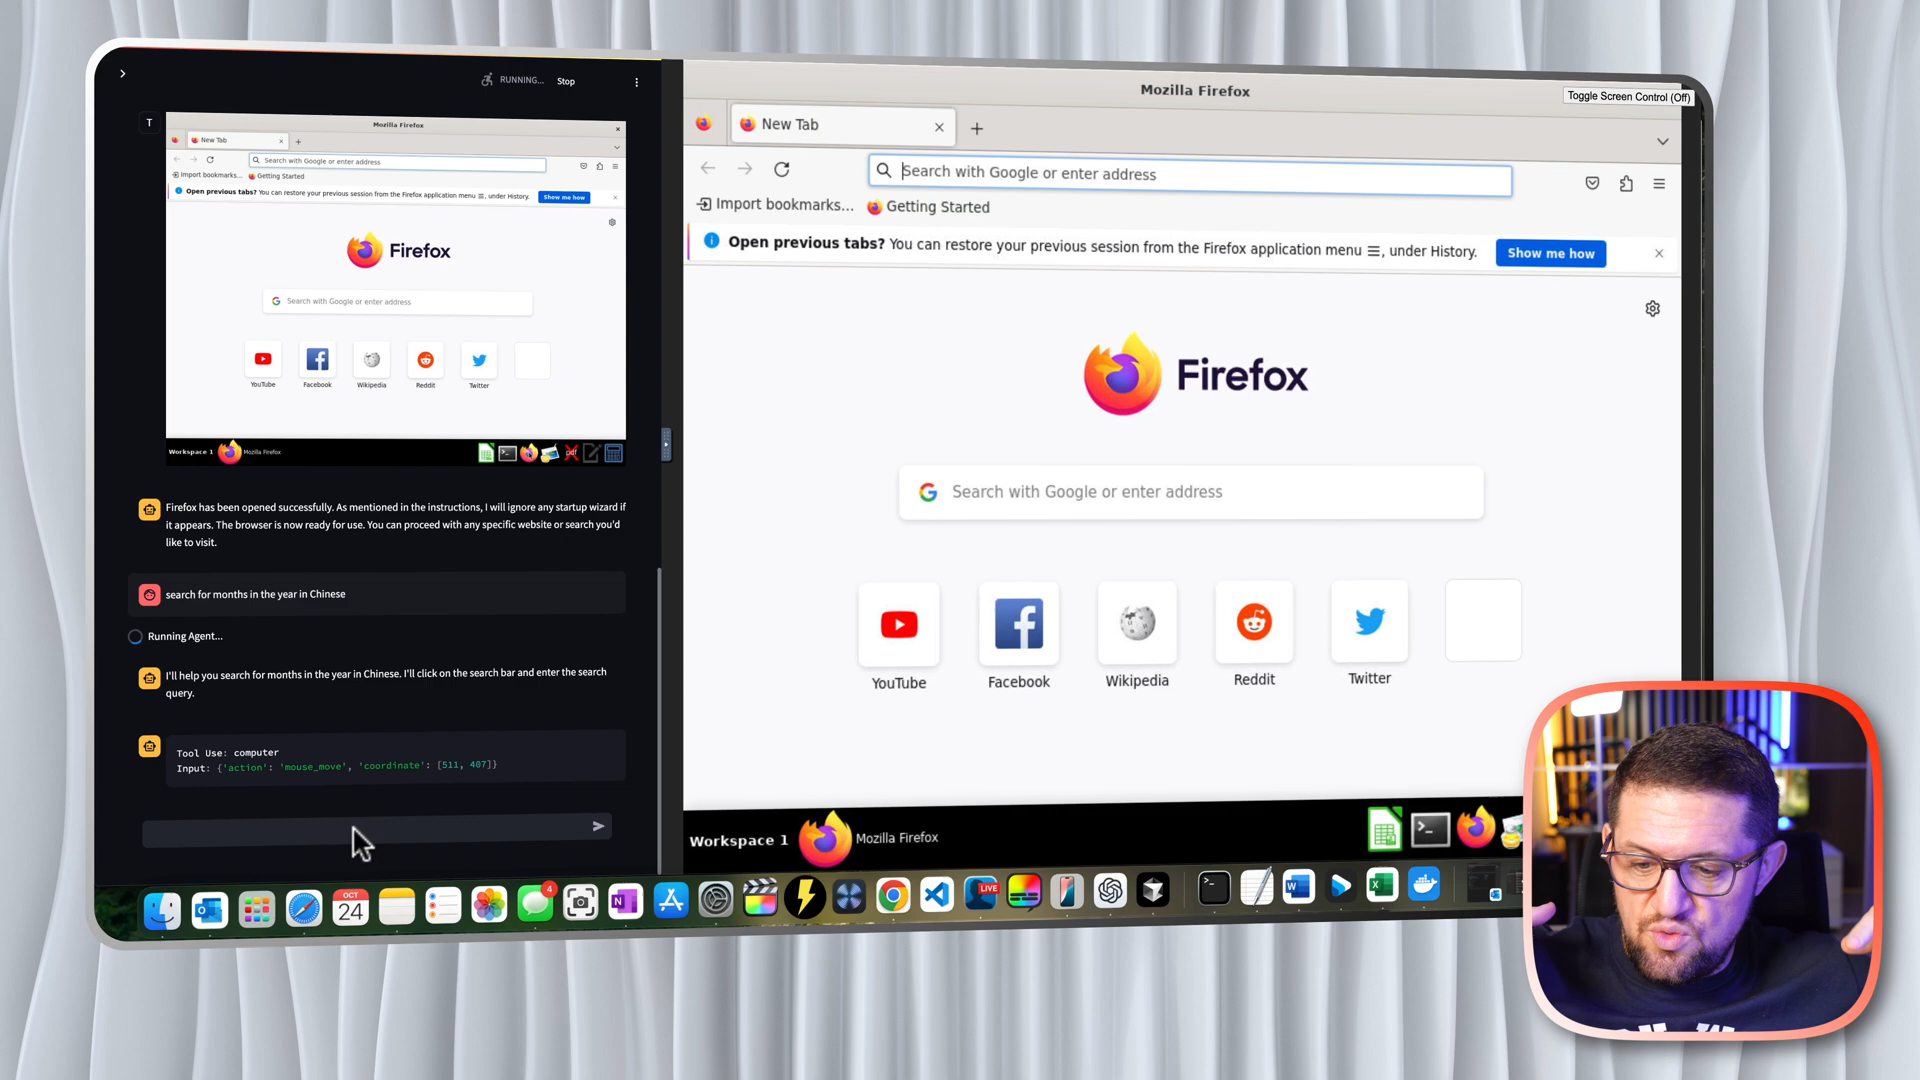 RUNNING...
Stop
T
Mozilla Firefox
New Tab
Search with Google or enter address
Import bookmarks...
Getting Started
Open previous tabs? You can restore your previous session from the Firefox application menu ☰, under History.
Show me how
Firefox
Search with Google or enter address
YouTube
Facebook
Wikipedia
Reddit
Twitter
Workspace 1
Mozilla Firefox
pdf
Firefox has been opened successfully. As mentioned in the instructions, I will ignore any startup wizard if
it appears. The browser is now ready for use. You can proceed with any specific website or search you'd
like to visit.
search for months in the year in Chinese
Running Agent...
I'll help you search for months in the year in Chinese. I'll click on the search bar and enter the search
query.
Tool Use: computer
Input: {'action': 'mouse_move', 'coordinate': [511, 407]}
Mozilla Firefox
Toggle Screen Control (Off)
New Tab
Search with Google or enter address
Import bookmarks...
Getting Started
Open previous tabs? You can restore your previous session from the Firefox application menu ☰, under History.
Show me how
Firefox
Search with Google or enter address
YouTube
Facebook
Wikipedia
Reddit
Twitter
Workspace 1
Mozilla Firefox
OCT
24
4
LIVE